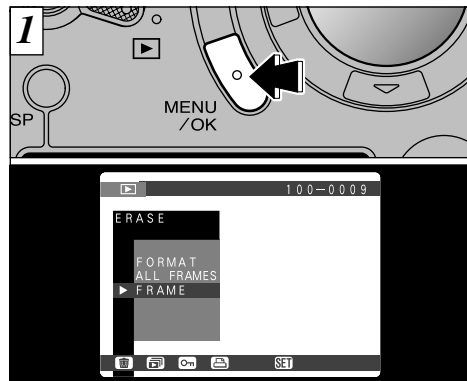 1
MENU
/OK
SP
100-0009
ERASE
FORMAT
ALL FRAMES
FRAME
SET